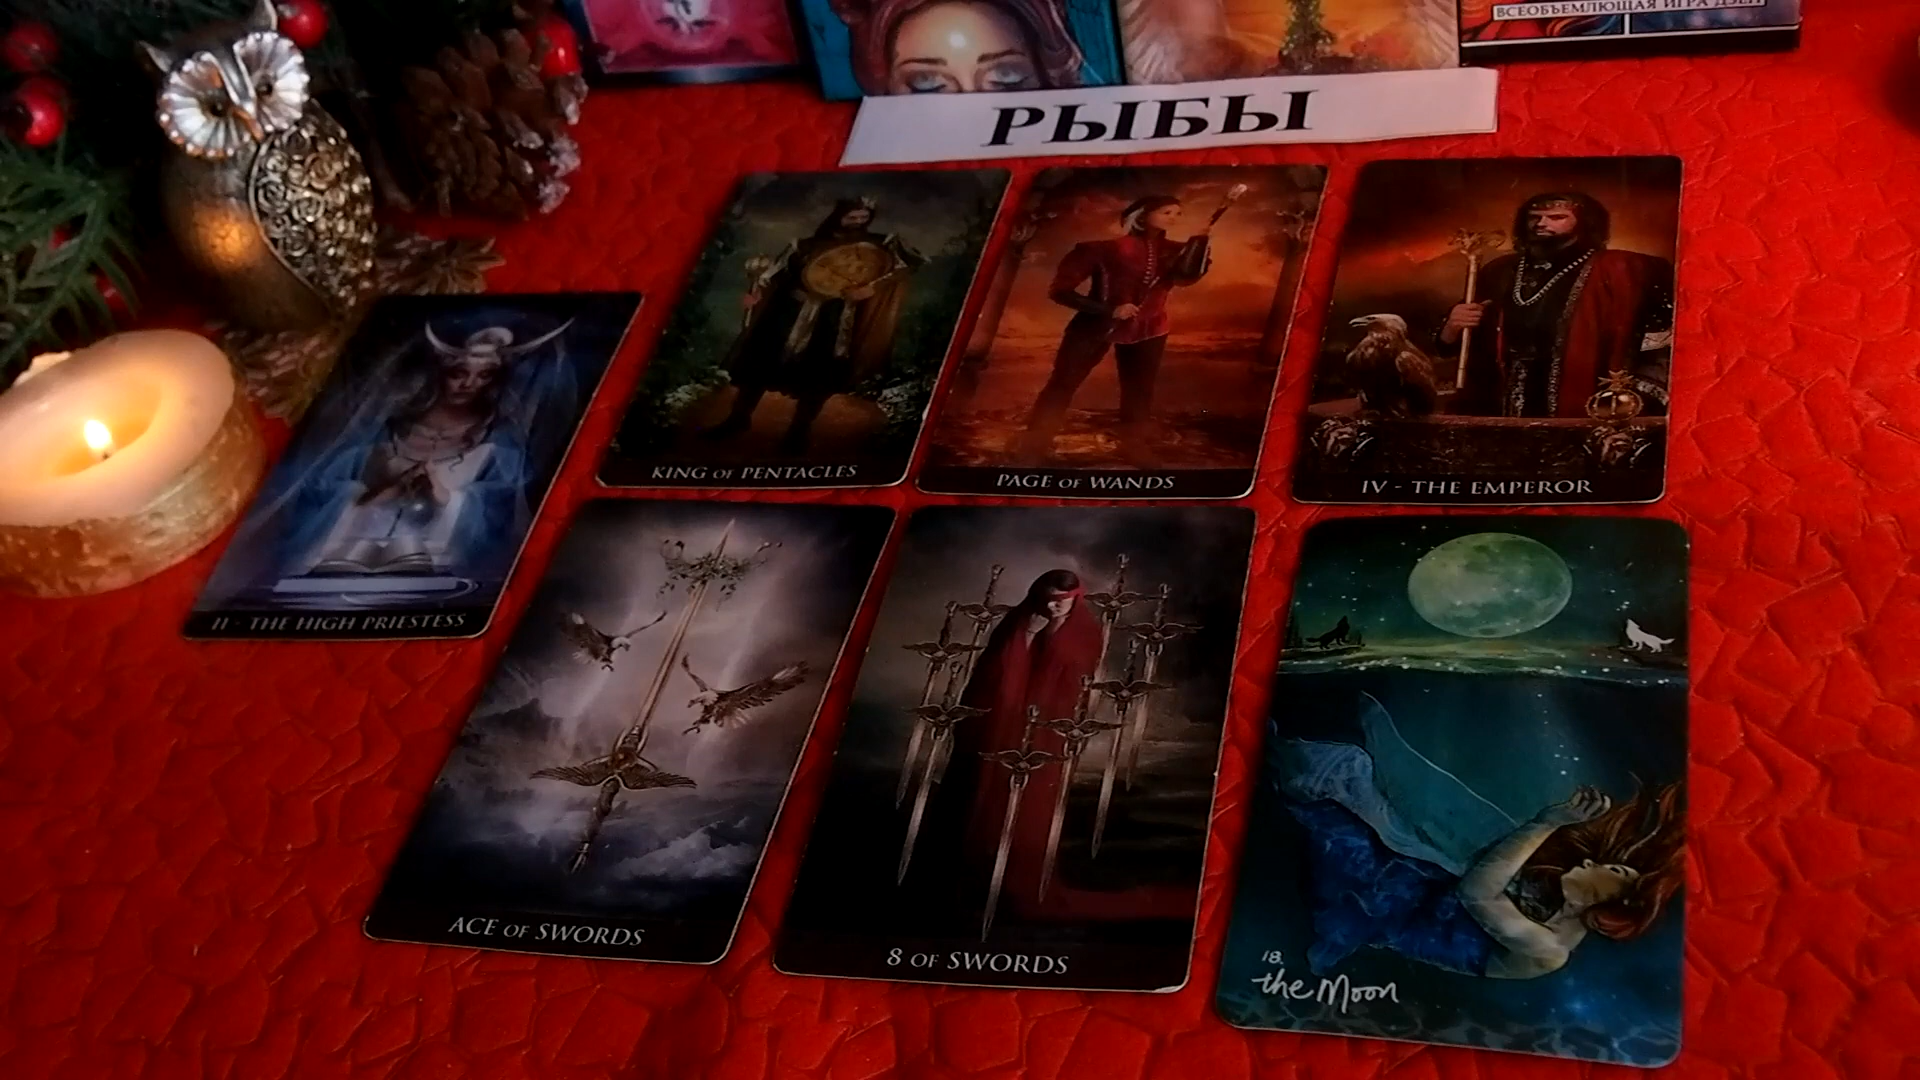 ВСЕОБЪЕМЛЮЩАЯ ИГРА ДЗЕН
РЫБЫ
KING OF PENTACLES
PAGE OF WANDS
IV - THE EMPEROR
II - THE HIGH PRIESTESS
ACE OF SWORDS
8 OF SWORDS
18.
the Moon